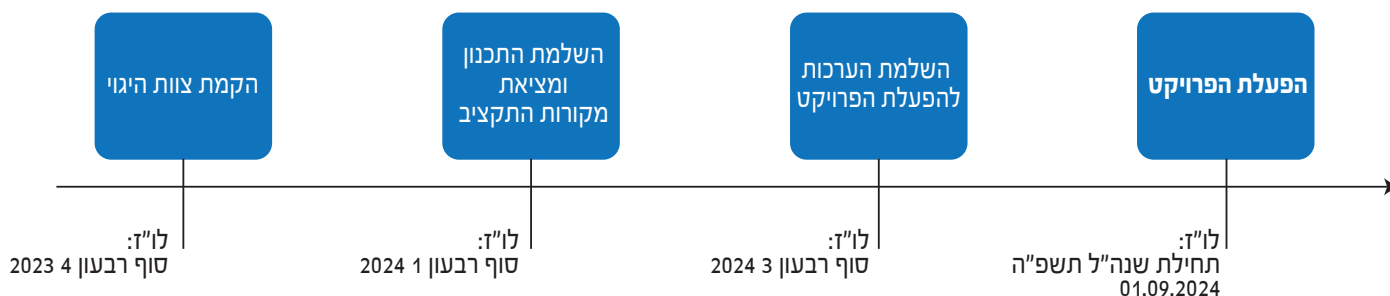 הקמת צוות היגוי
השלמת התכנון
ומציאת
מקורות התקציב
השלמת הערכות
להפעלת הפרויקט
הפעלת הפרויקט
לו"ז:
סוף רבעון 4 2023
לו"ז:
סוף רבעון 1 2024
לו"ז:
סוף רבעון 3 2024
לו"ז:
תחילת שנה"ל תשפ"ה
01.09.2024